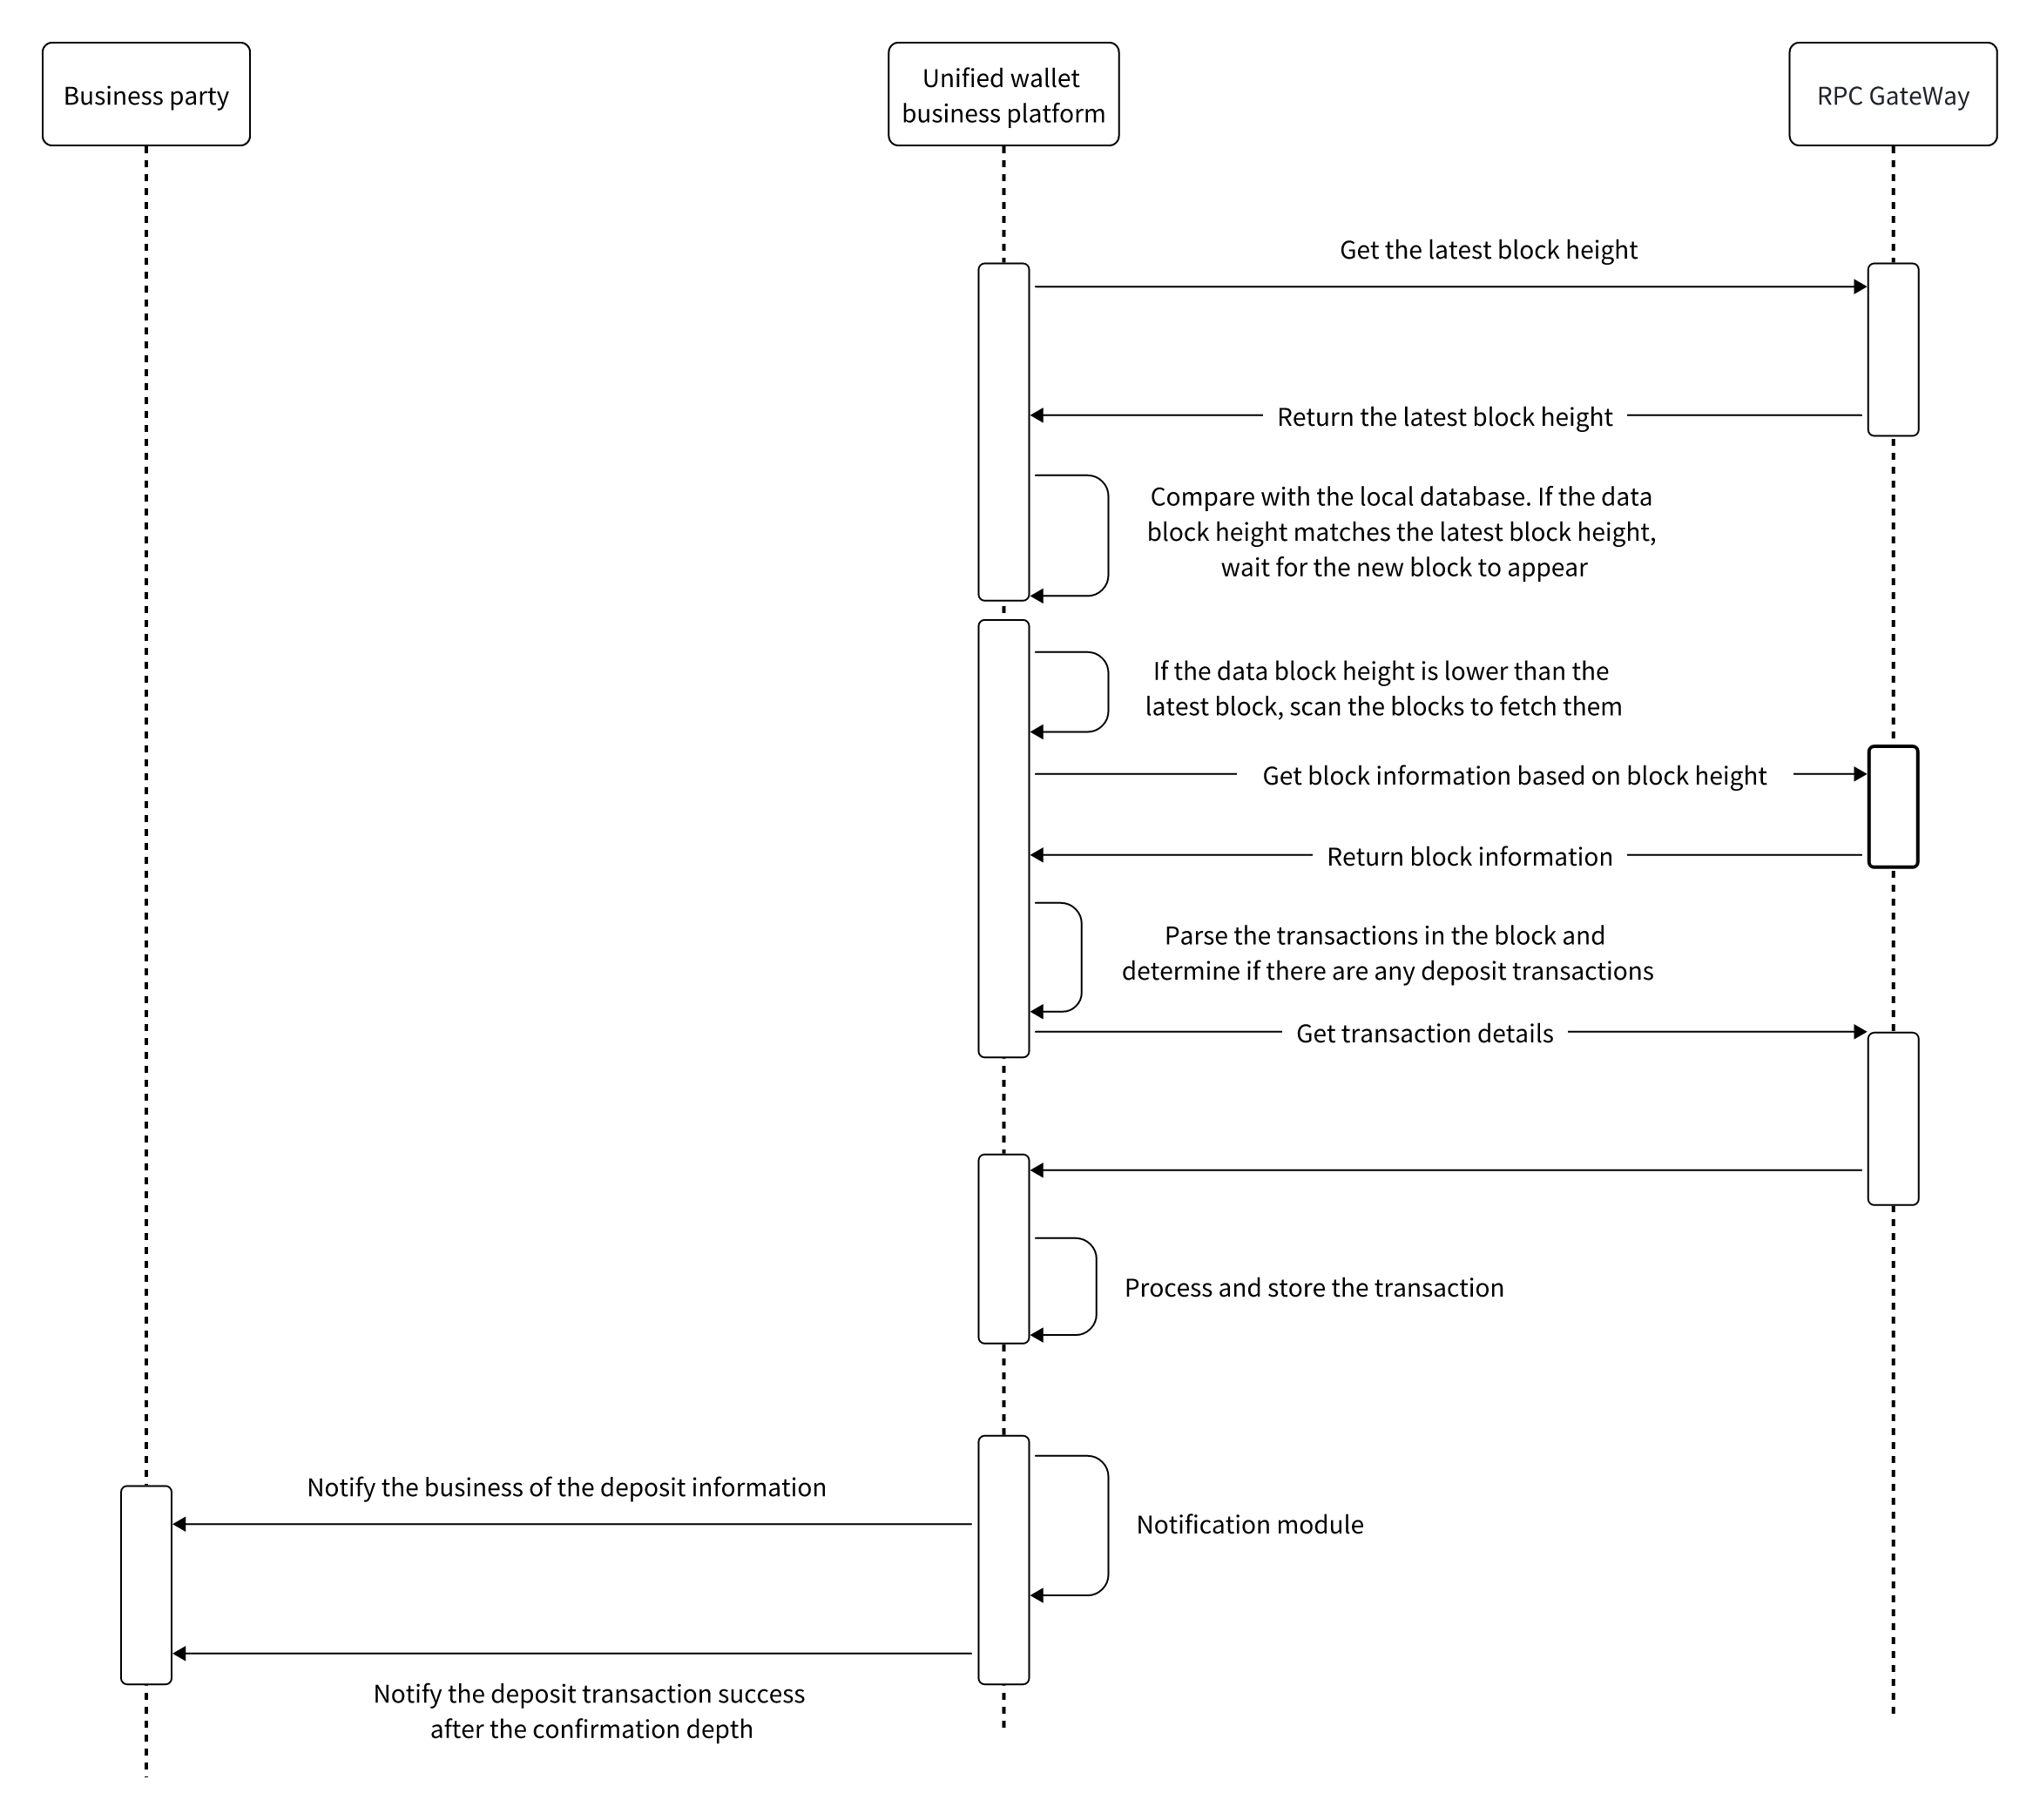 Business party
Unified wallet
business platform
RPC GateWay
Get the latest block height
Return the latest block height
Compare with the local database. If the data
block height matches the latest block height,
wait for the new block to appear
If the data block height is lower than the
latest block, scan the blocks to fetch them
Get block information based on block height
Return block information
Parse the transactions in the block and
determine if there are any deposit transactions
Get transaction details
Process and store the transaction
Notify the business of the deposit information
Notification module
Notify the deposit transaction success
after the confirmation depth